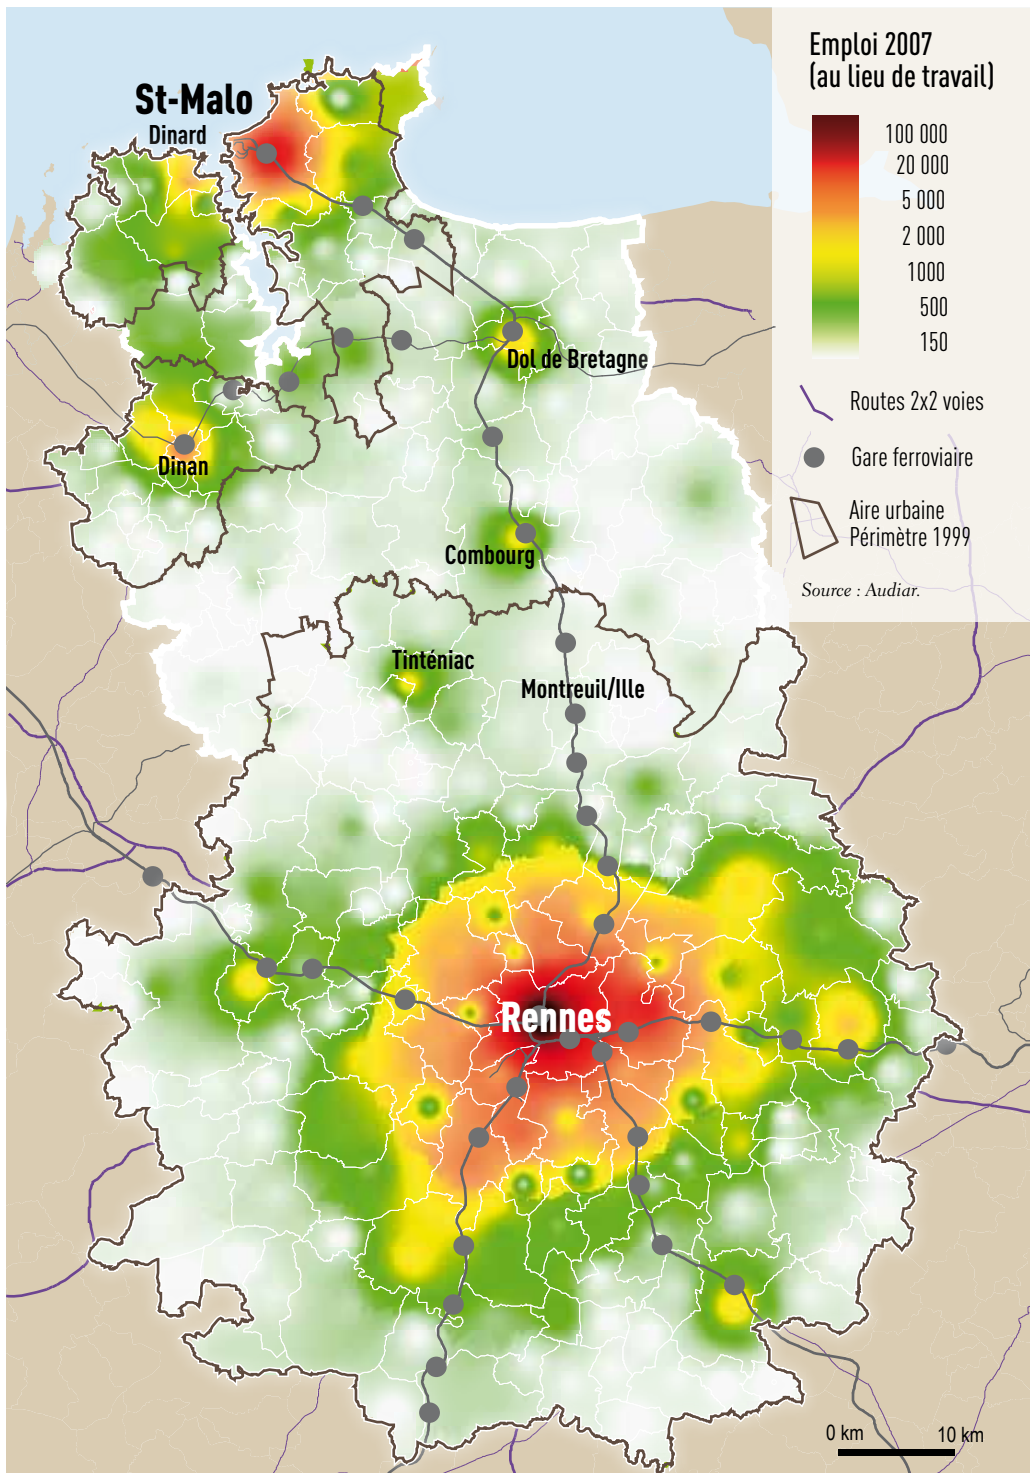 Emploi 2007
(au lieu de travail)
100 000
20 000
5 000
2 000
1000
500
150
Routes 2x2 voies
Gare ferroviaire
Aire urbaine
Périmètre 1999
Source : Audiar.
St-Malo
Dinard
Dol de Bretagne
Dinan
Combourg
Tinténiac
Montreuil/Ille
Rennes
0 km
10 km